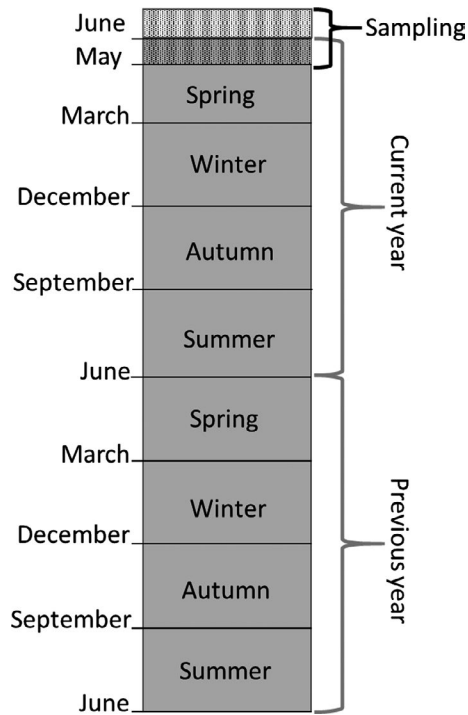 June
Sampling
May
Spring
March
Winter
December
Current year
Autumn
September
Summer
June
Spring
March
Winter
Previous year
December
Autumn
September
Summer
June